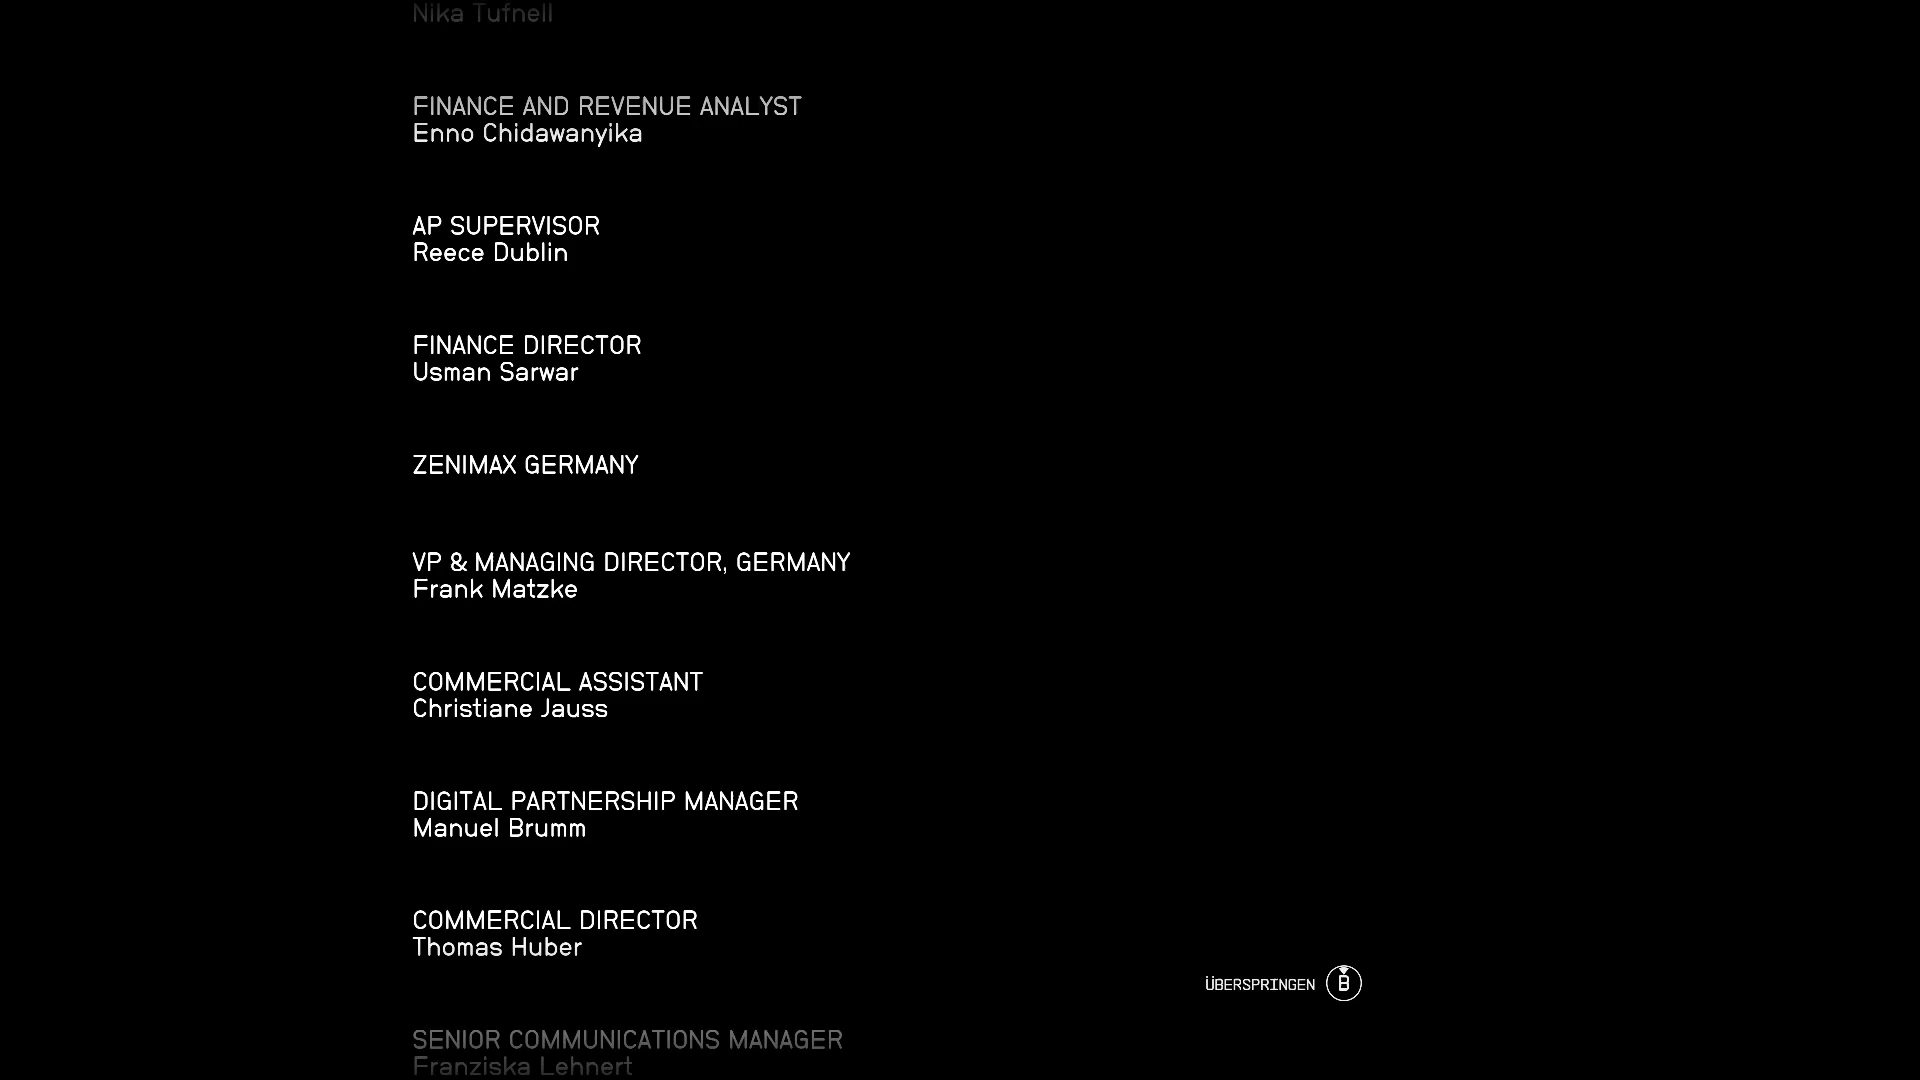 Nika Tufnell
FINANCE AND REVENUE ANALYST
Enno Chidawanyika
AP SUPERVISOR
Reece Dublin
FINANCE DIRECTOR
Usman Sarwar
ZENIMAX GERMANY
VP & MANAGING DIRECTOR, GERMANY
Frank Matzke
COMMERCIAL ASSISTANT
Christiane Jauss
DIGITAL PARTNERSHIP MANAGER
Manuel Brumm
COMMERCIAL DIRECTOR
Thomas Huber
ÜBERSPRINGEN B
SENIOR COMMUNICATIONS MANAGER
Franziska Lehnert